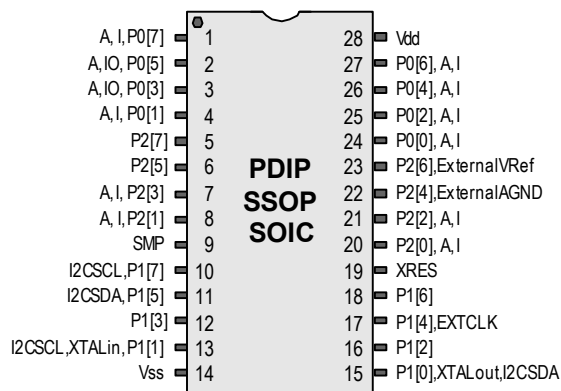 A, I, P0[7] 1 28 Vdd
A, IO, P0[5] 2 27 P0[6], A, I
A, IO, P0[3] 3 26 P0[4], A, I
A, I, P0[1] 4 25 P0[2], A, I
P2[7] 5 24 P0[0], A, I
P2[5] 6 PDIP 23 P2[6],ExternalVRef
A, I, P2[3] 7 SSOP 22 P2[4],ExternalAGND
A, I, P2[1] 8 SOIC 21 P2[2], A, I
SMP 9 20 P2[0], A, I
I2CSCL,P1[7] 10 19 XRES
I2CSDA, P1[5] 11 18 P1[6]
P1[3] 12 17 P1[4],EXTCLK
I2CSCL,XTALin, P1[1] 13 16 P1[2]
Vss 14 15 P1[0],XTALout,I2CSDA